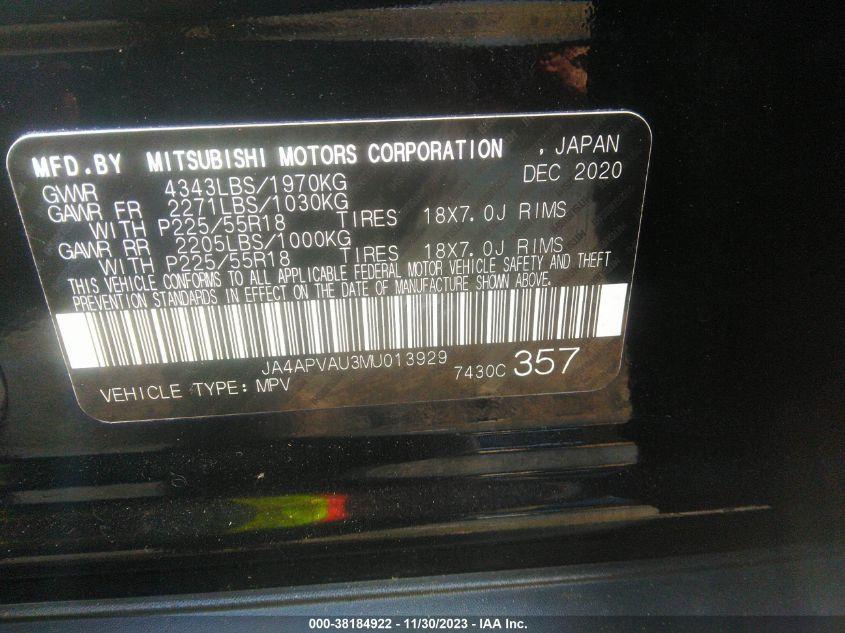 MFD.BY MITSUBISHI MOTORS CORPORATION , JAPAN
GVWR 4343LBS/1970KG DEC 2020
GAWR FR 2271LBS/1030KG
WITH P225/55R18 TIRES 18X7.0J RIMS
GAWR RR 2205LBS/1000KG
WITH P225/55R18 TIRES 18X7.0J RIMS
THIS VEHICLE CONFORMS TO ALL APPLICABLE FEDERAL MOTOR VEHICLE SAFETY AND THEFT
PREVENTION STANDARDS IN EFFECT ON THE DATE OF MANUFACTURE SHOWN ABOVE.
JA4APVAU3MU013929
VEHICLE TYPE: MPV 7430C 357
000-38184922 - 11/30/2023 - IAA Inc.